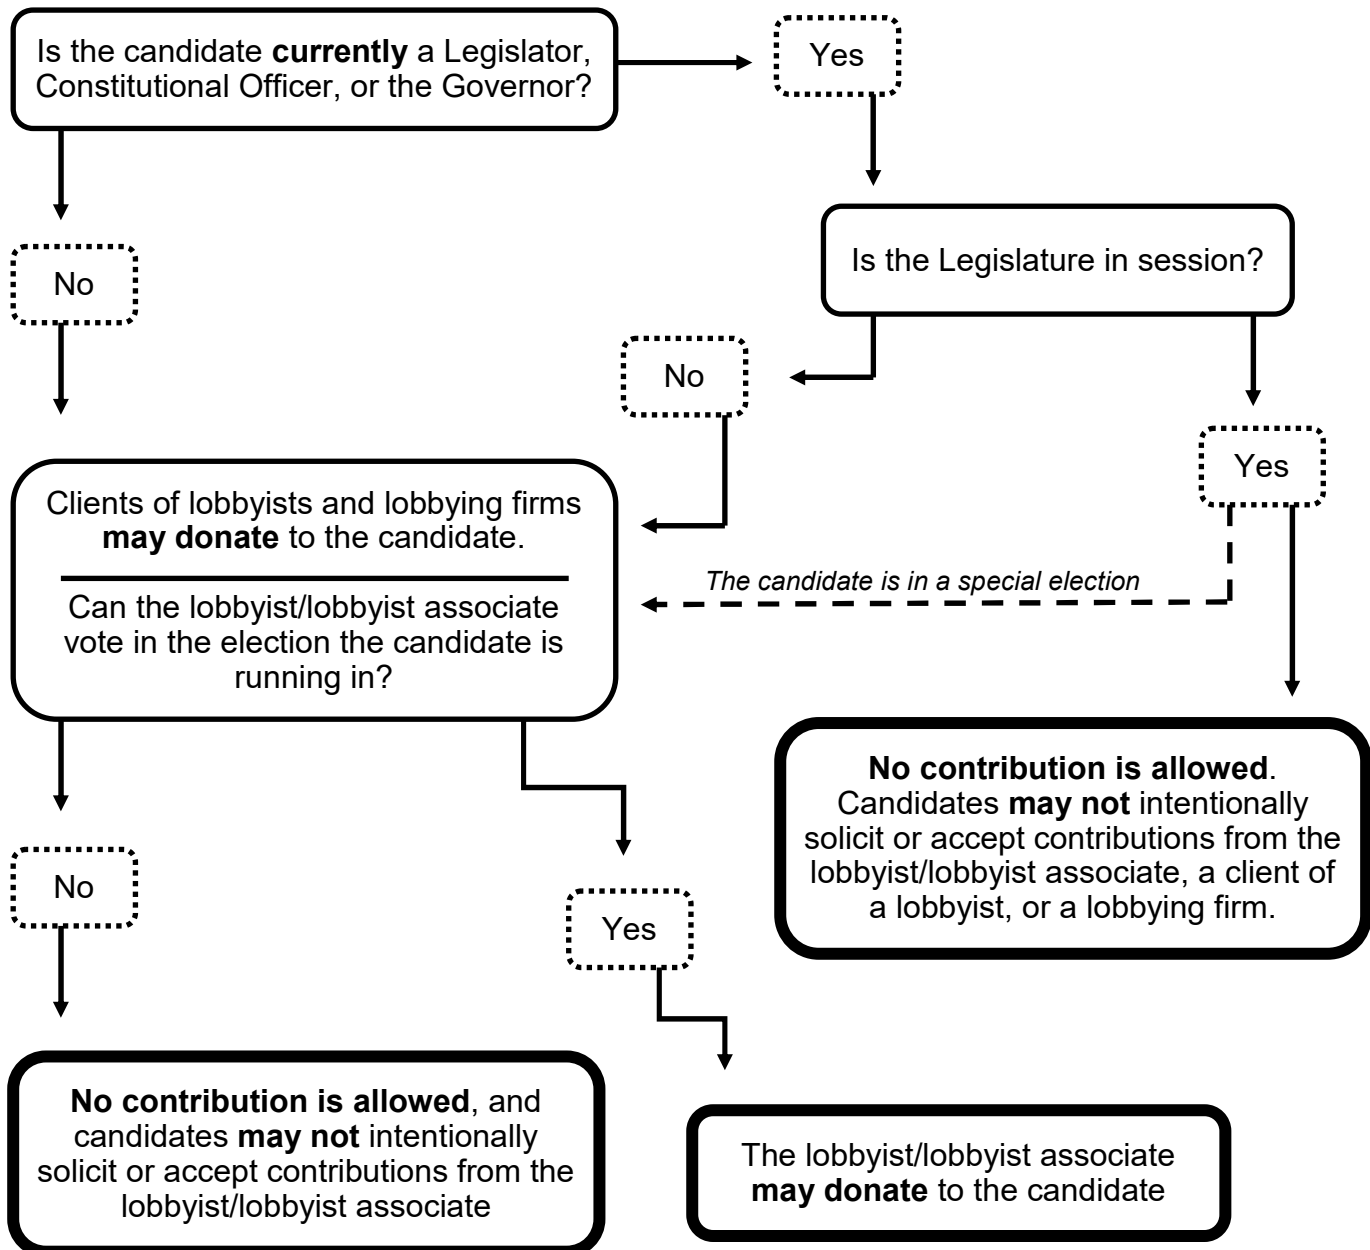 Is the candidate currently a Legislator,
Constitutional Officer, or the Governor?
Yes
No
Is the Legislature in session?
No
Yes
Clients of lobbyists and lobbying firms
may donate to the candidate.
The candidate is in a special election
Can the lobbyist/lobbyist associate
vote in the election the candidate is
running in?
No contribution is allowed.
Candidates may not intentionally
solicit or accept contributions from the
lobbyist/lobbyist associate, a client of
a lobbyist, or a lobbying firm.
No
Yes
No contribution is allowed, and
candidates may not intentionally
solicit or accept contributions from the
lobbyist/lobbyist associate
The lobbyist/lobbyist associate
may donate to the candidate